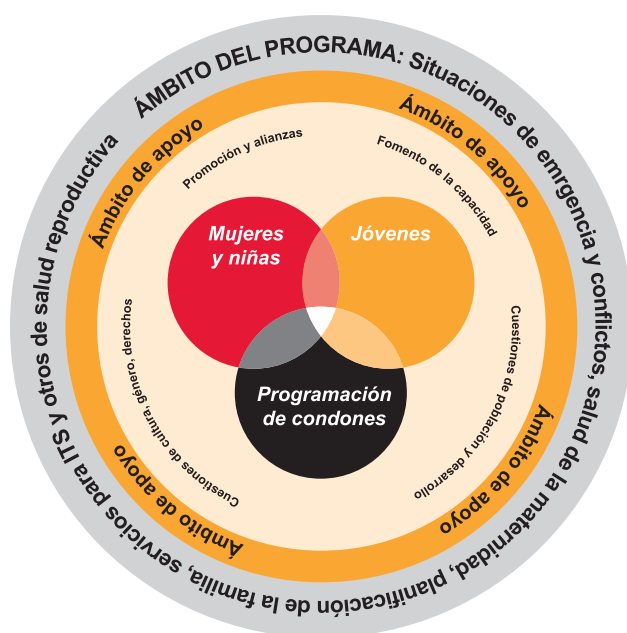 ÁMBITO DEL PROGRAMA: Situaciones de emrgencia y conflictos, salud de la maternidad, planificación de la familia, servicios para ITS y otros de salud reproductiva
Ámbito de apoyo
Ámbito de apoyo
Ámbito de apoyo
Ámbito de apoyo
Promoción y alianzas
Fomento de la capacidad
Cuestiones de población y desarrollo
Cuestiones de cultura, género, derechos
Mujeres
y niñas
Jóvenes
Programación
de condones